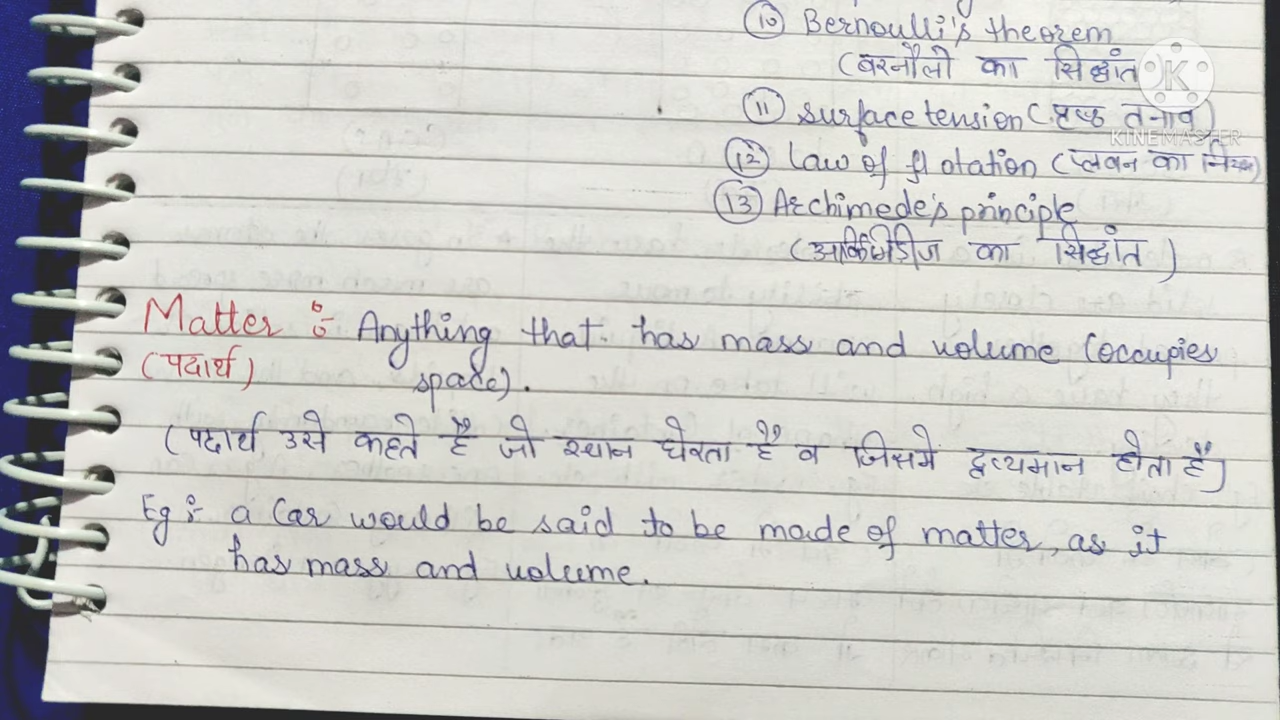 ⑩ Bernoulli's theorem
(बरनौली का सिद्धांत
⑪ surface tension (पृष्ठ तनाव)
KINEMASTER
⑫ Law of flotation (प्लवन का नियम)
⑬ Archimede's principle
(आर्किमिडीज का सिद्धांत)
Matter :- Anything that has mass and volume (occupies
(पदार्थ) space).
(पदार्थ उसे कहते हैं जो स्थान घेरता है व जिसमे द्रव्यमान होता है)
Eg :- a Car would be said to be made of matter, as it
has mass and volume.